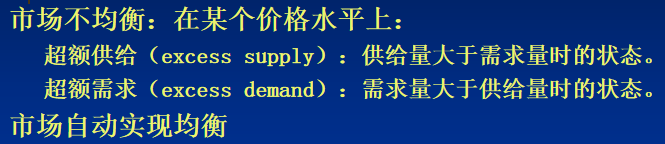 市场不均衡：在某个价格水平上：
超额供给（excess supply）：供给量大于需求量时的状态。
超额需求（excess demand）：需求量大于供给量时的状态。
市场自动实现均衡